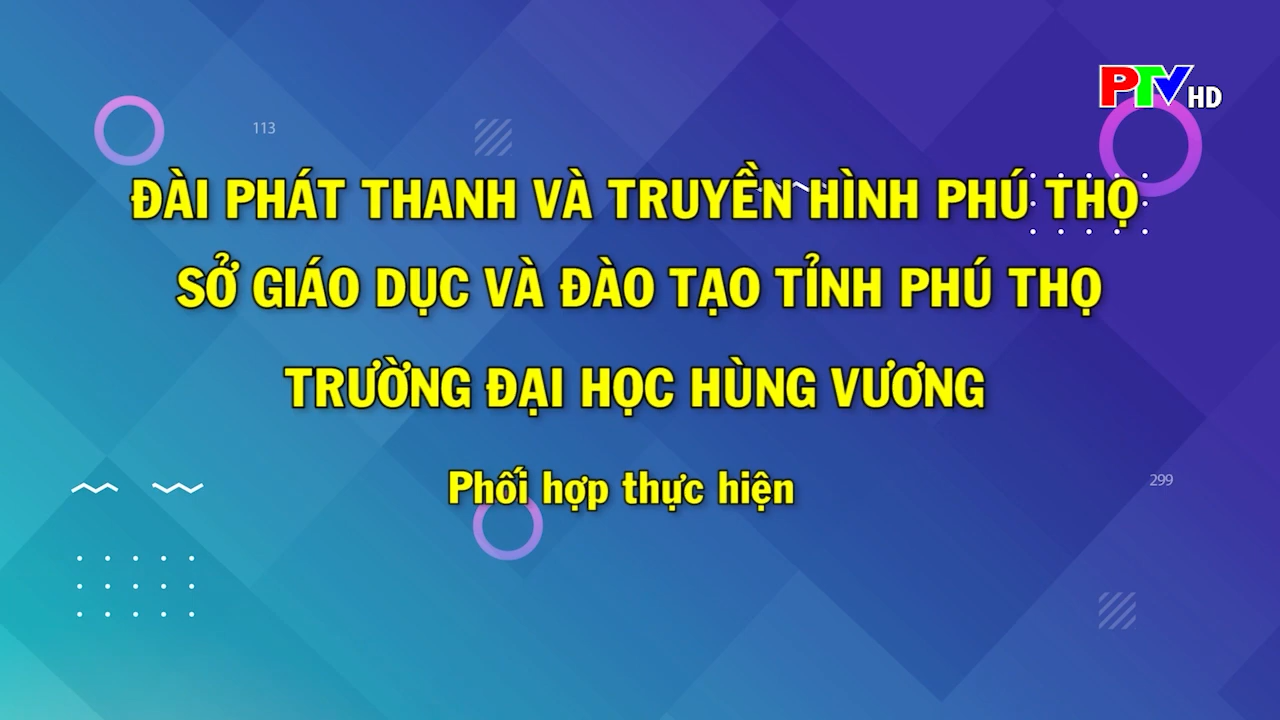 PTV HD
113
ĐÀI PHÁT THANH VÀ TRUYỀN HÌNH PHÚ THỌ
SỞ GIÁO DỤC VÀ ĐÀO TẠO TỈNH PHÚ THỌ
TRƯỜNG ĐẠI HỌC HÙNG VƯƠNG
299
Phối hợp thực hiện